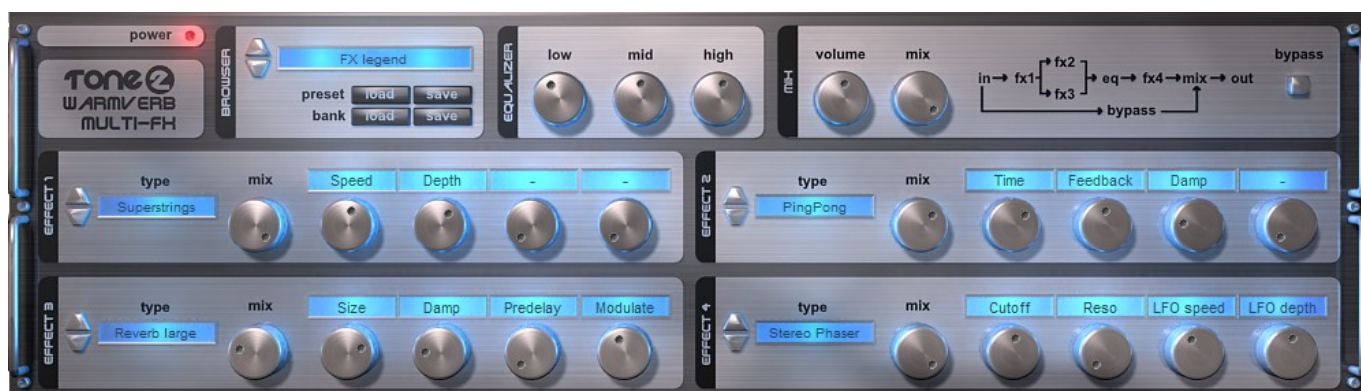 power
TONE2
WARMVERB
MULTI-FX
BROWSER
FX legend
preset load save
bank load save
EQUALIZER
low mid high
MIX
volume mix
in fx1 fx2 fx3 eq fx4 mix out
bypass
bypass
EFFECT 1
type mix Speed Depth - -
Superstrings
EFFECT 2
type mix Time Feedback Damp -
PingPong
EFFECT 3
type mix Size Damp Predelay Modulate
Reverb large
EFFECT 4
type mix Cutoff Reso LFO speed LFO depth
Stereo Phaser